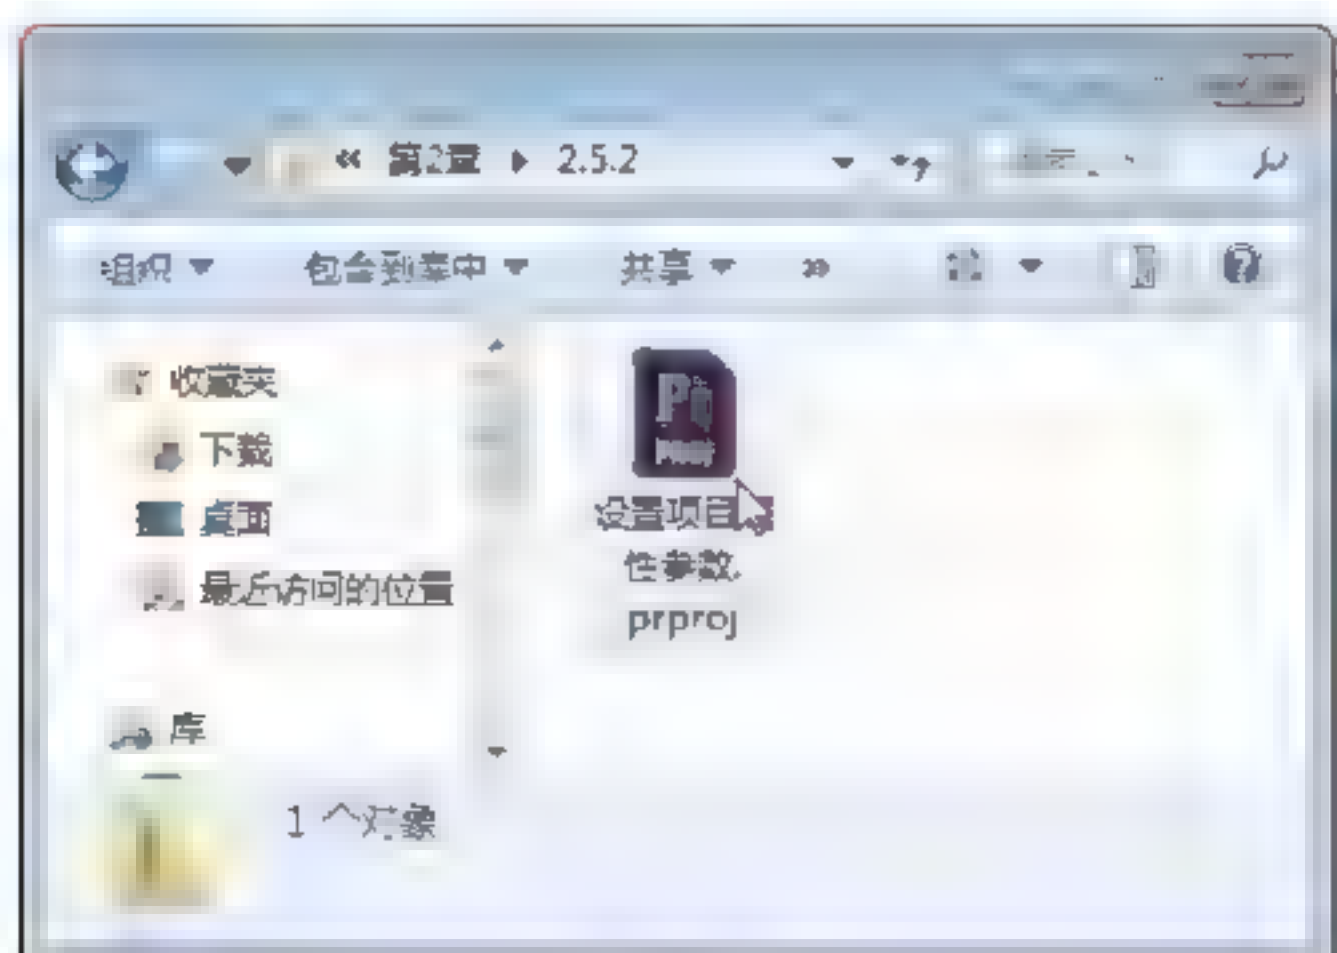 « 第2章 ▶ 2.5.2
组织 ▼ 包含到库中 ▼ 共享 ▼ »
收藏夹
下载
桌面
最近访问的位置
库
设置项目
性参数.
prproj
1 个对象